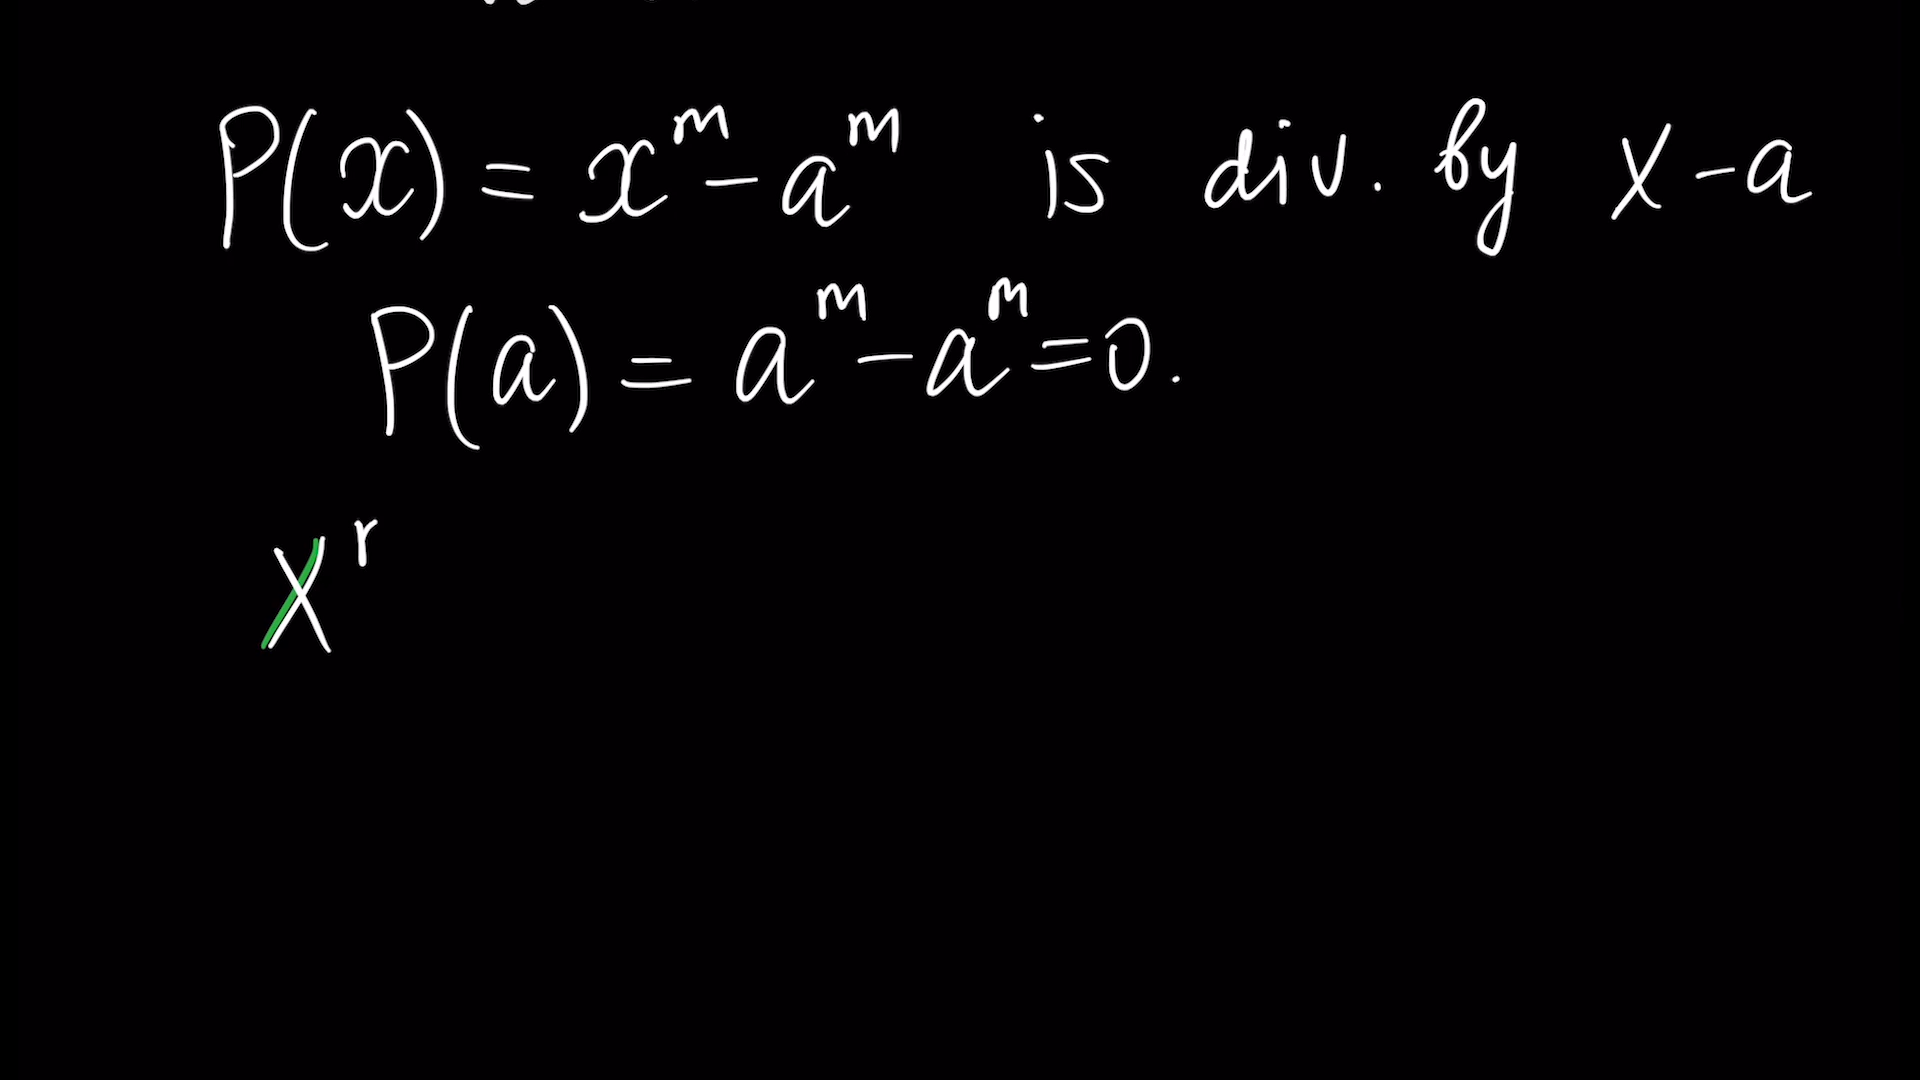 P(x) = x^m - a^m is div. by x-a
P(a) = a^m - a^m = 0.
x^r